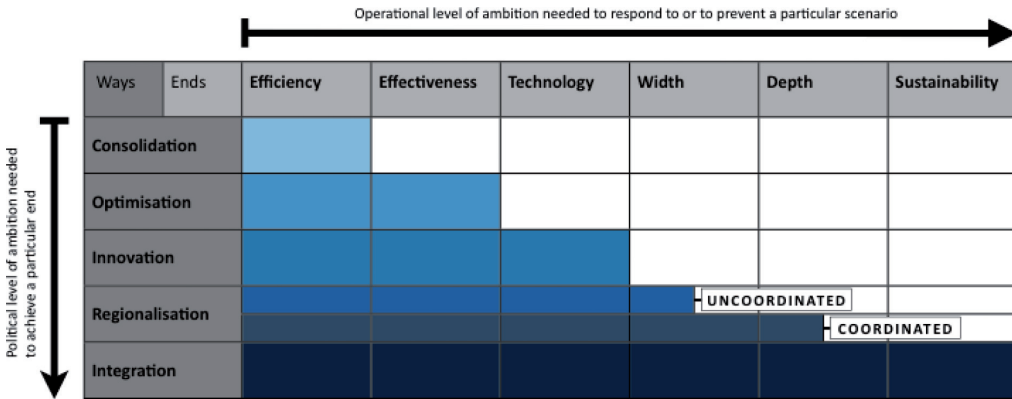 Operational level of ambition needed to respond to or to prevent a particular scenario
Ways
Ends
Efficiency
Effectiveness
Technology
Width
Depth
Sustainability
Political level of ambition needed
to achieve a particular end
Consolidation
Optimisation
Innovation
Regionalisation
UNCOORDINATED
COORDINATED
Integration